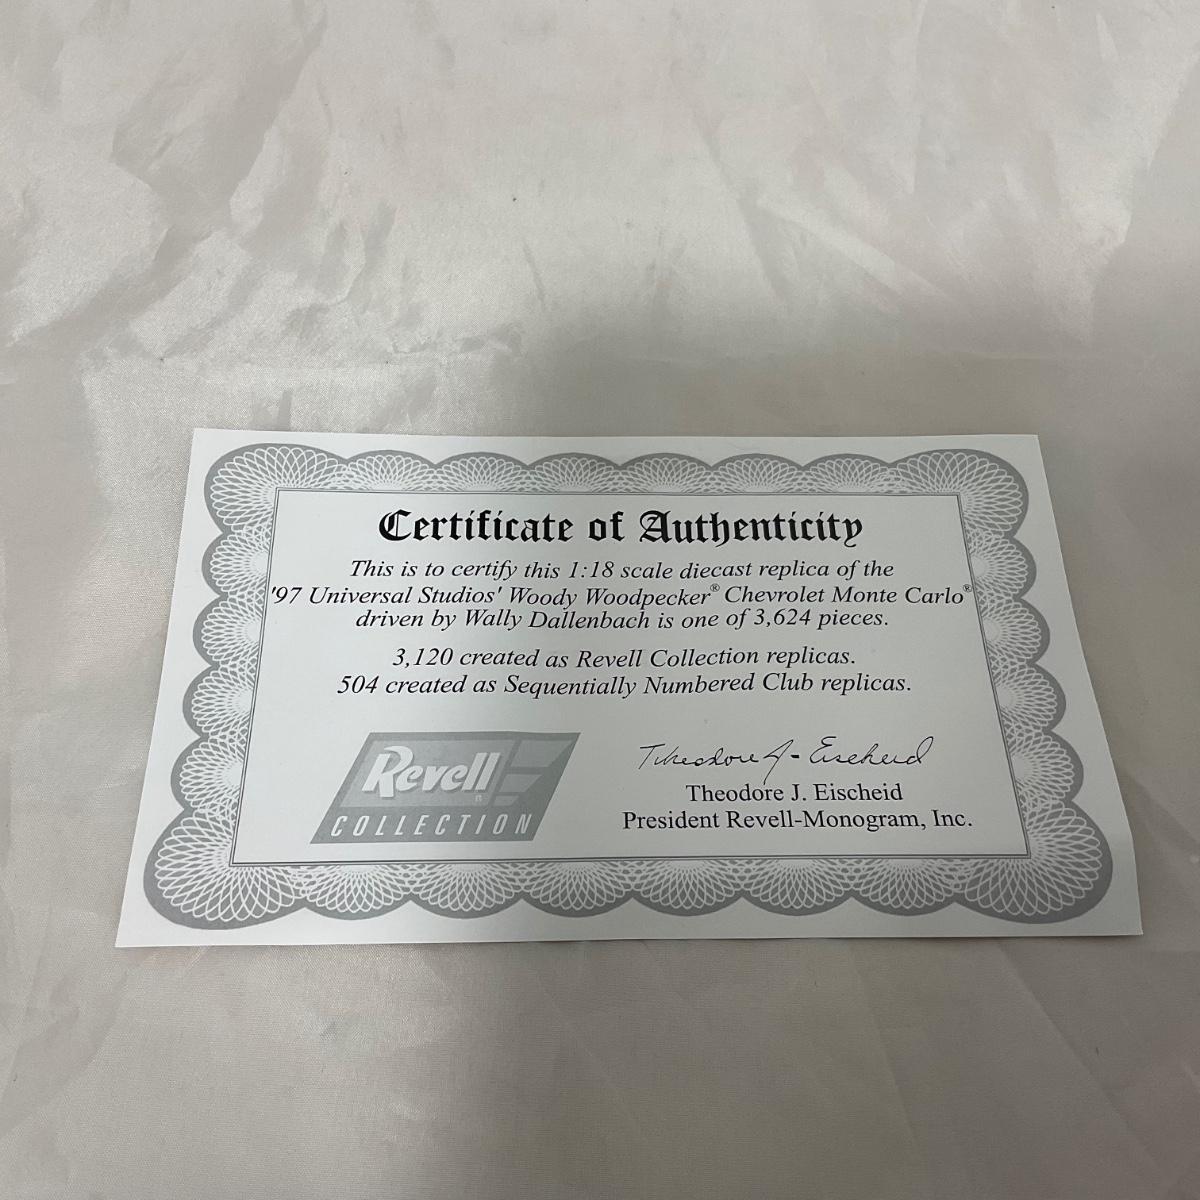 Certificate of Authenticity
This is to certify this 1:18 scale diecast replica of the
'97 Universal Studios' Woody Woodpecker® Chevrolet Monte Carlo®
driven by Wally Dallenbach is one of 3,624 pieces.
3,120 created as Revell Collection replicas.
504 created as Sequentially Numbered Club replicas.
Revell®
COLLECTION
Theodore J. Eischeid
Theodore J. Eischeid
President Revell-Monogram, Inc.